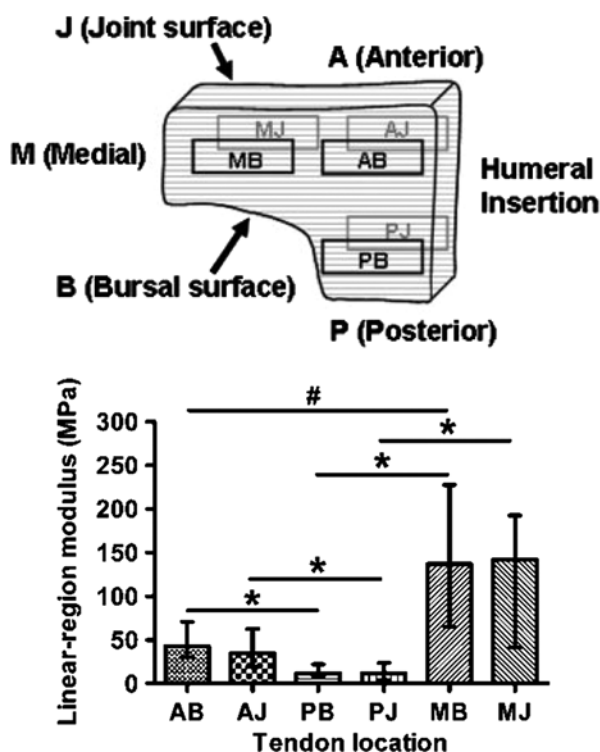 J (Joint surface)
A (Anterior)
MJ
AJ
M (Medial)
MB
AB
Humeral
Insertion
PJ
PB
B (Bursal surface)
P (Posterior)
#
300
*
250
*
200
150
*
100
*
50
0
Linear-region modulus (MPa)
AB AJ PB PJ MB MJ
Tendon location